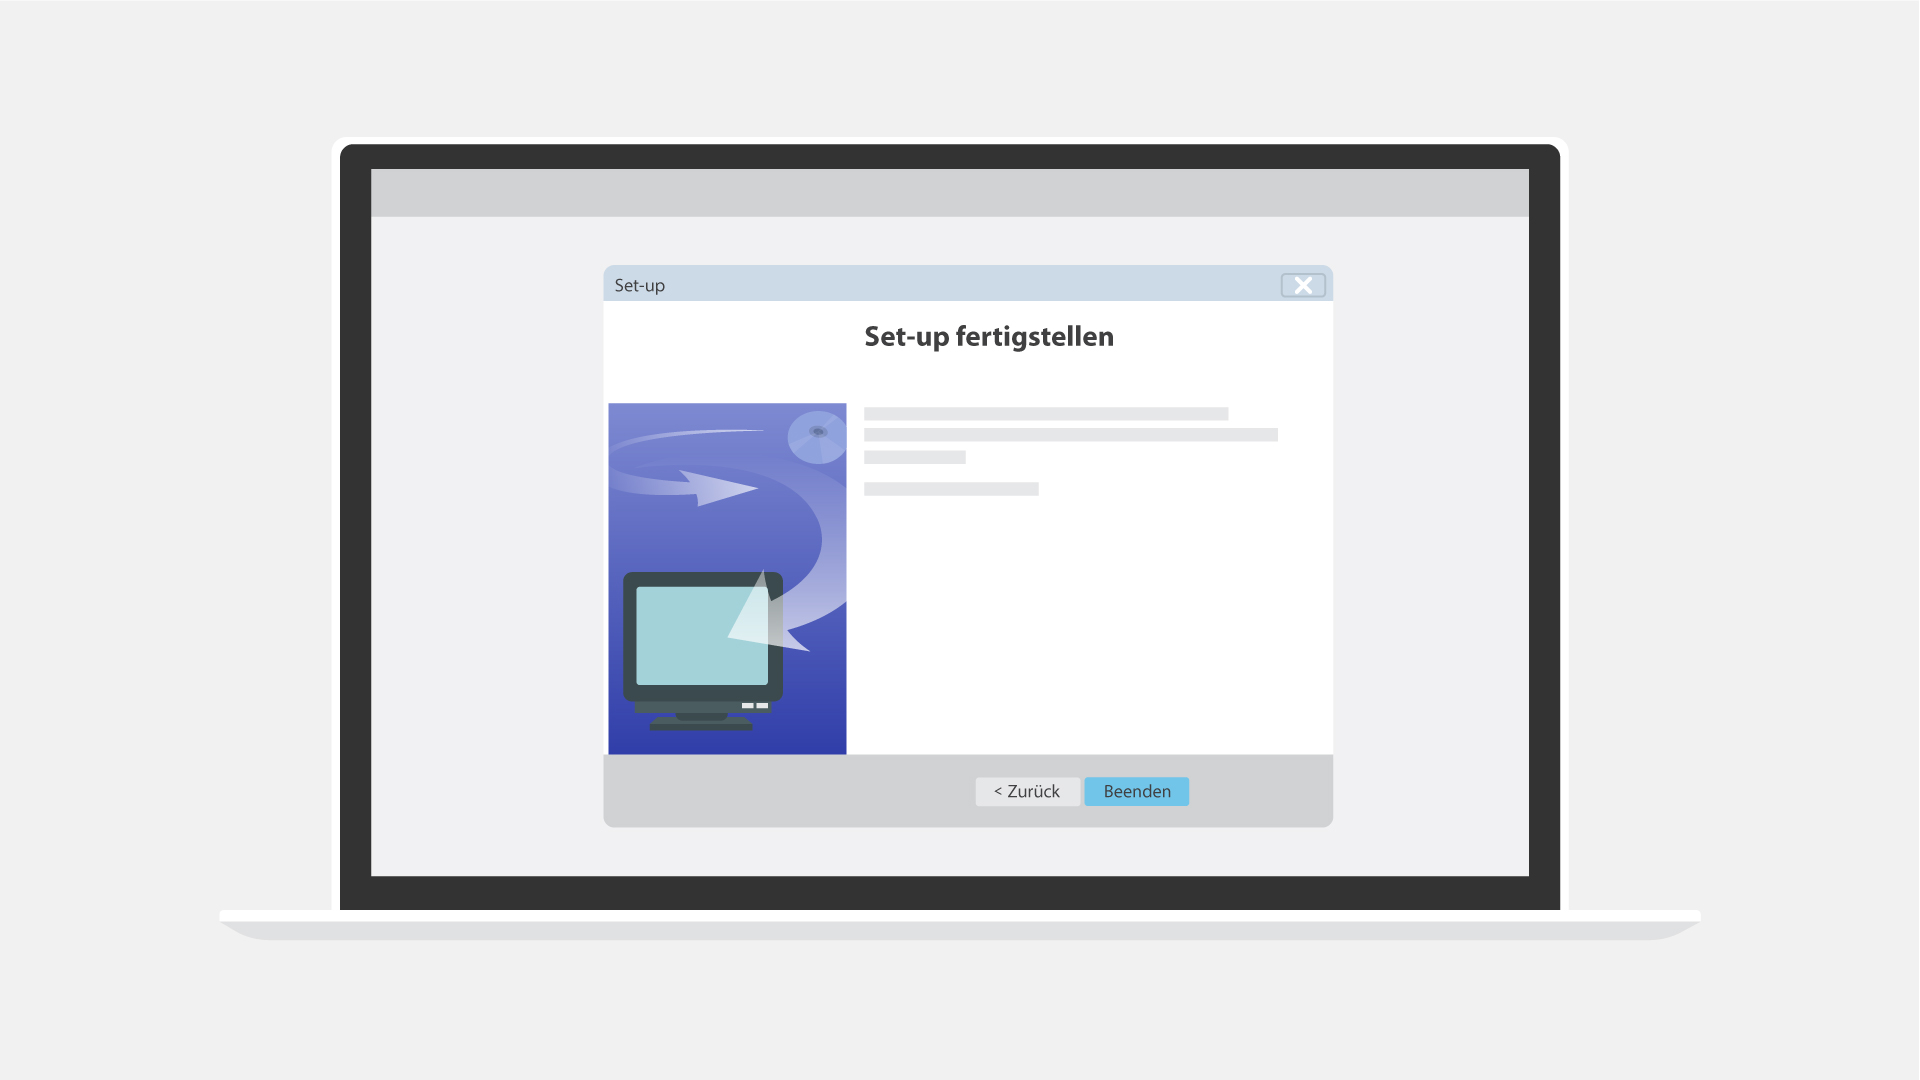 Set-up
Set-up fertigstellen
< Zurück
Beenden